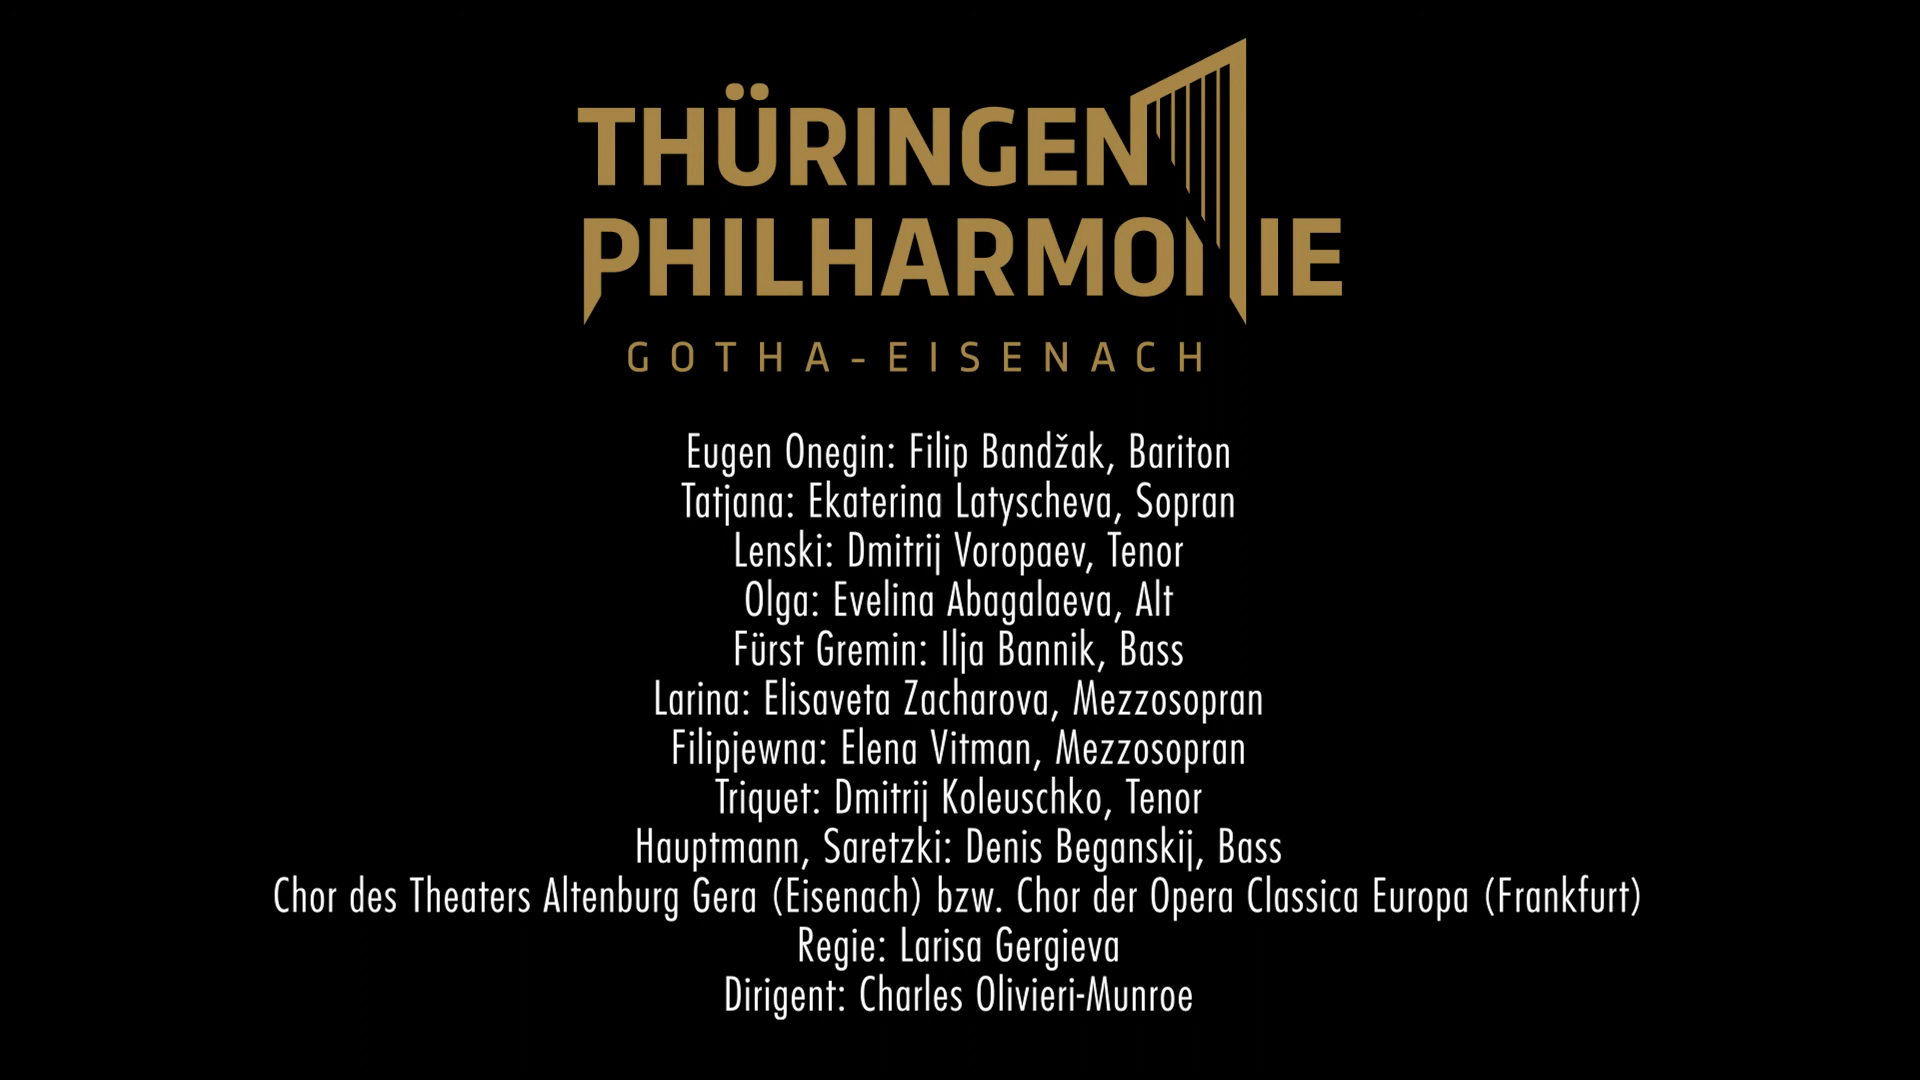 THÜRINGEN
PHILHARMONIE
GOTHA-EISENACH
Eugen Onegin: Filip Bandžak, Bariton
Tatjana: Ekaterina Latyscheva, Sopran
Lenski: Dmitrij Voropaev, Tenor
Olga: Evelina Abagalaeva, Alt
Fürst Gremin: Ilja Bannik, Bass
Larina: Elisaveta Zacharova, Mezzosopran
Filipjewna: Elena Vitman, Mezzosopran
Triquet: Dmitrij Koleuschko, Tenor
Hauptmann, Saretzki: Denis Beganskij, Bass
Chor des Theaters Altenburg Gera (Eisenach) bzw. Chor der Opera Classica Europa (Frankfurt)
Regie: Larisa Gergieva
Dirigent: Charles Olivieri-Munroe